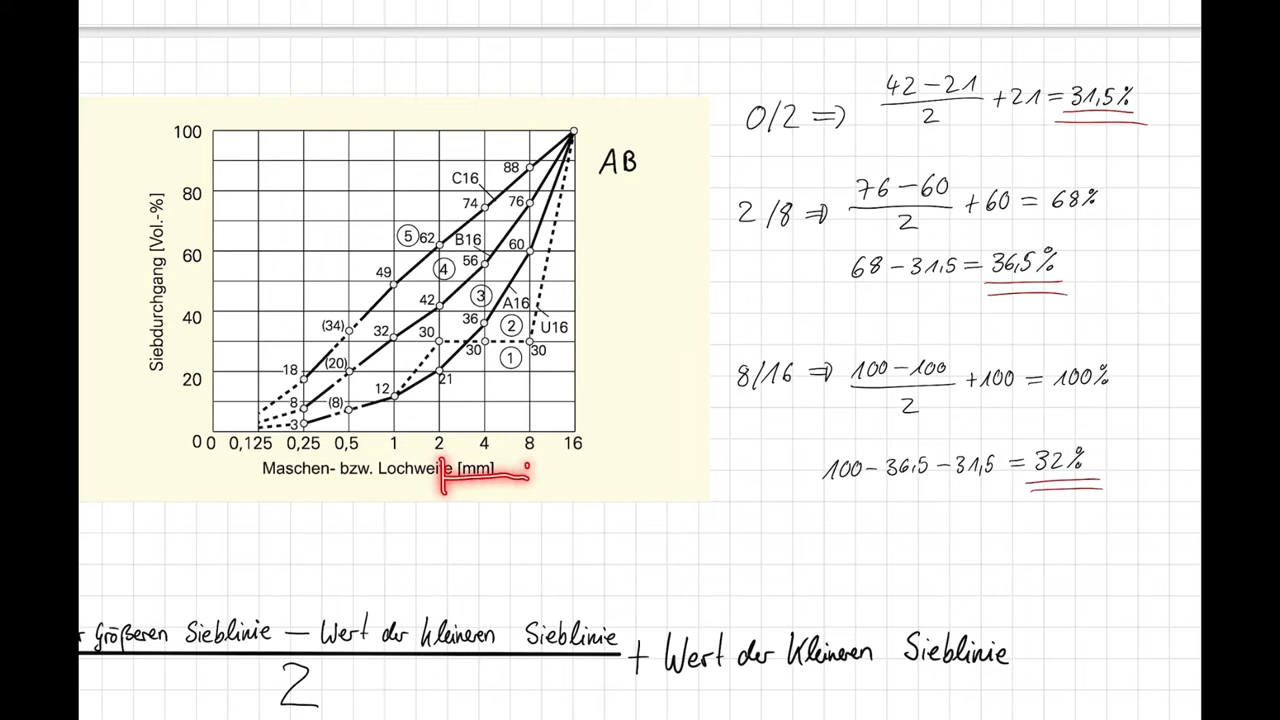 100
80
60
40
20
0
Siebdurchgang [Vol.-%]
0 0,125 0,25 0,5 1 2 4 8 16
Maschen- bzw. Lochweite [mm]
C16
88
74
76
5 62
B16
60
4
56
49
3
42
A16
(34)
32
36
2
U16
30
(20)
30
1
30
18
12
21
8
(8)
3
AB
0/2 ⇒ (42 - 21)/2 + 21 = 31,5%
2/8 ⇒ (76 - 60)/2 + 60 = 68%
68 - 31,5 = 36,5%
8/16 ⇒ (100 - 100)/2 + 100 = 100%
100 - 36,5 - 31,5 = 32%
Größeren Sieblinie — Wert der Kleineren Sieblinie
2
+ Wert der Kleineren Sieblinie